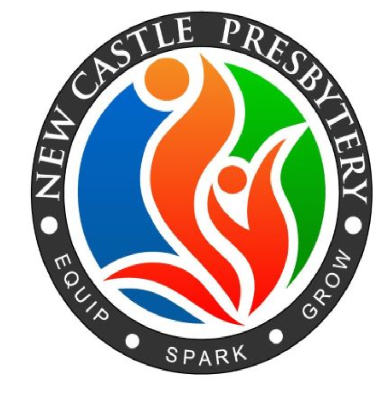 NEW CASTLE PRESBYTERY
EQUIP • SPARK • GROW